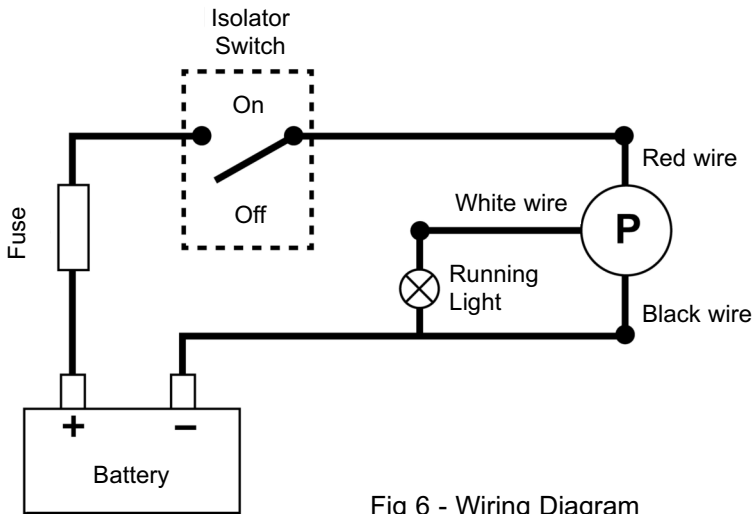 Isolator
Switch
On
Off
Fuse
Red wire
White wire
P
Running
Light
Black wire
+ −
Battery
Fig 6 - Wiring Diagram